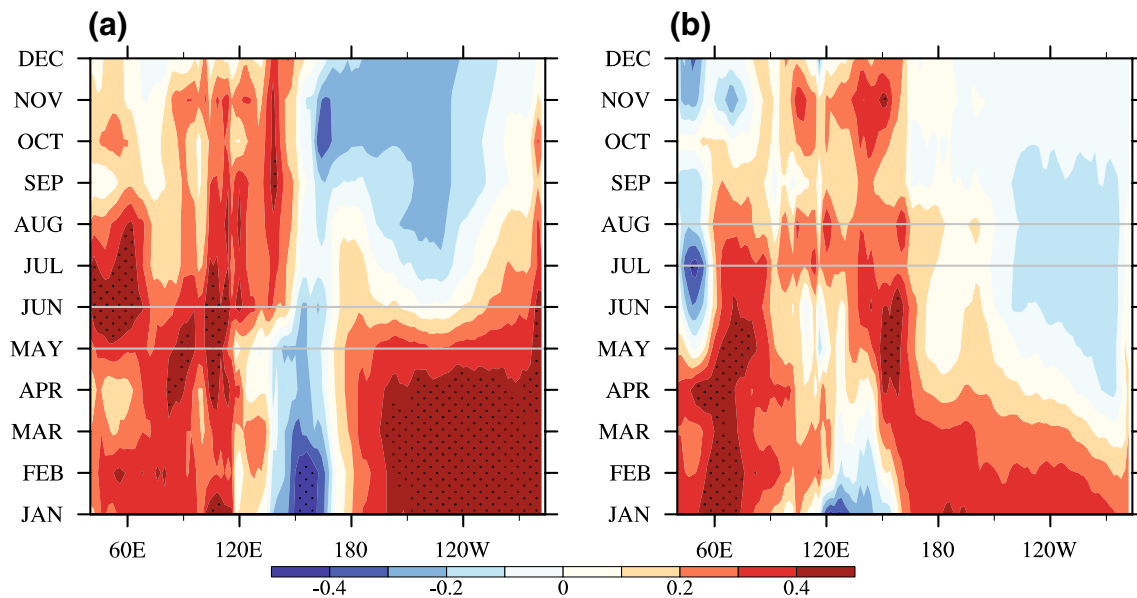 (a)
(b)
DEC
NOV
OCT
SEP
AUG
JUL
JUN
MAY
APR
MAR
FEB
JAN
60E 120E 180 120W
DEC
NOV
OCT
SEP
AUG
JUL
JUN
MAY
APR
MAR
FEB
JAN
60E 120E 180 120W
-0.4 -0.2 0 0.2 0.4